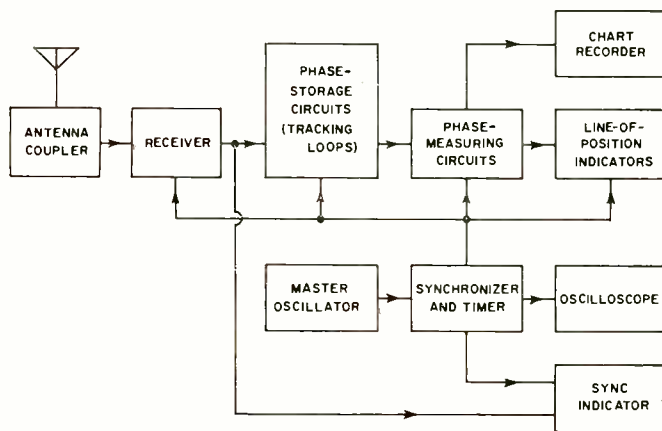 CHART
RECORDER
PHASE-
STORAGE
CIRCUITS
(TRACKING
LOOPS)
ANTENNA
COUPLER
RECEIVER
PHASE-
MEASURING
CIRCUITS
LINE-OF-
POSITION
INDICATORS
MASTER
OSCILLATOR
SYNCHRONIZER
AND TIMER
OSCILLOSCOPE
SYNC
INDICATOR